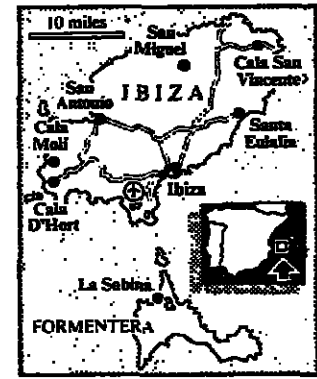 10 miles
San
Miguel
Cala San
Vincente
San
Antonio
IBIZA
Cala
Molí
Santa
Eulalia
Ibiza
Cala
D'Hort
La Sabina
FORMENTERA